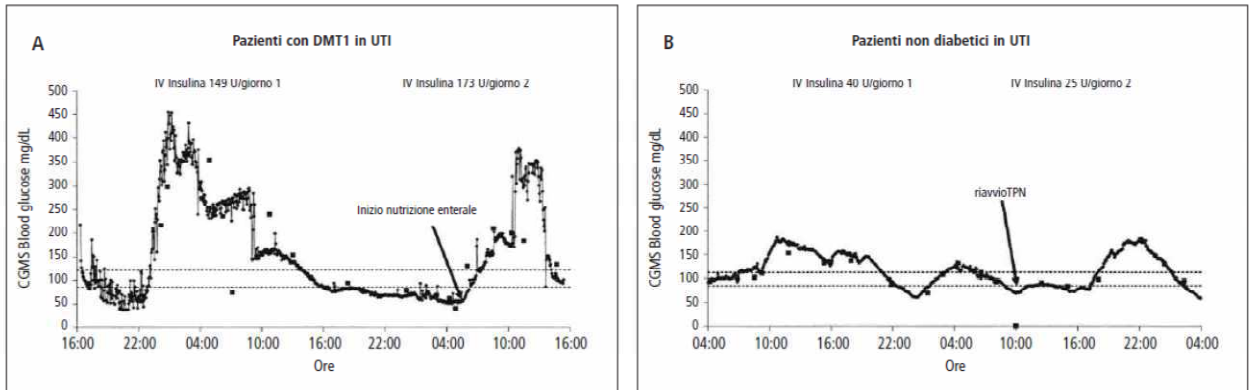 A
Pazienti con DMT1 in UTI
IV Insulina 149 U/giorno 1
IV Insulina 173 U/giorno 2
CGMS Blood glucose mg/dL
500
450
400
350
300
250
200
150
100
50
0
Inizio nutrizione enterale
16:00 22:00 04:00 10:00 16:00 22:00 04:00 10:00 16:00
Ore
B
Pazienti non diabetici in UTI
IV Insulina 40 U/giorno 1
IV Insulina 25 U/giorno 2
CGMS Blood glucose mg/dL
500
450
400
350
300
250
200
150
100
50
0
riavvioTPN
04:00 10:00 16:00 22:00 04:00 10:00 16:00 22:00 04:00
Ore